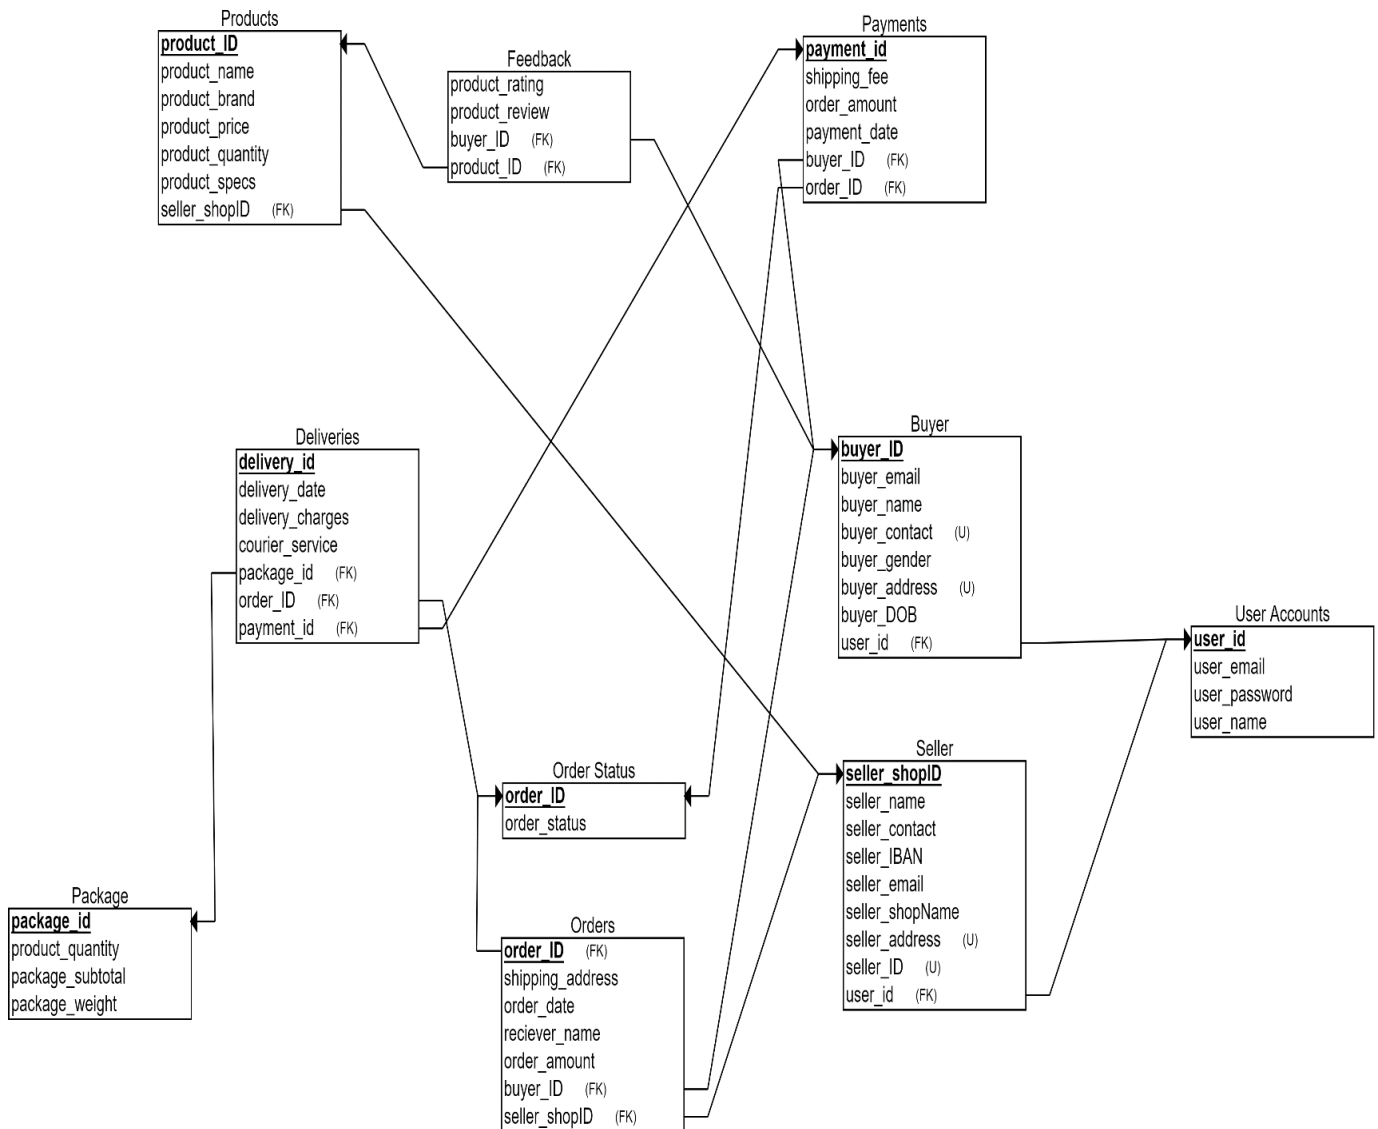 Products
product_ID
product_name
product_brand
product_price
product_quantity
product_specs
seller_shopID (FK)
Feedback
product_rating
product_review
buyer_ID (FK)
product_ID (FK)
Payments
payment_id
shipping_fee
order_amount
payment_date
buyer_ID (FK)
order_ID (FK)
Deliveries
delivery_id
delivery_date
delivery_charges
courier_service
package_id (FK)
order_ID (FK)
payment_id (FK)
Buyer
buyer_ID
buyer_email
buyer_name
buyer_contact (U)
buyer_gender
buyer_address (U)
buyer_DOB
user_id (FK)
User Accounts
user_id
user_email
user_password
user_name
Order Status
order_ID
order_status
Seller
seller_shopID
seller_name
seller_contact
seller_IBAN
seller_email
seller_shopName
seller_address (U)
seller_ID (U)
user_id (FK)
Package
package_id
product_quantity
package_subtotal
package_weight
Orders
order_ID (FK)
shipping_address
order_date
reciever_name
order_amount
buyer_ID (FK)
seller_shopID (FK)